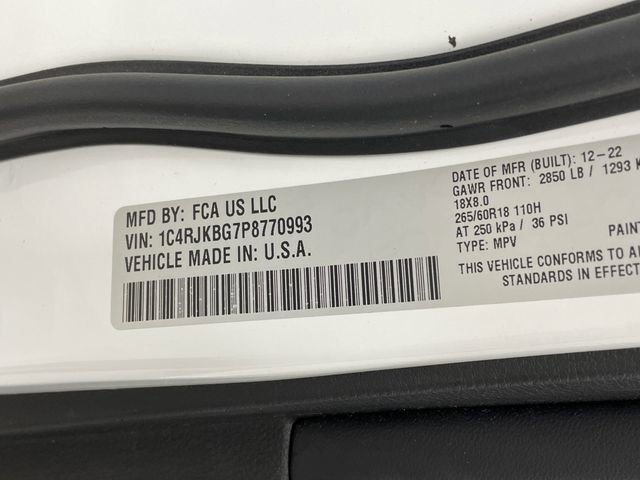 MFD BY: FCA US LLC
VIN: 1C4RJKBG7P8770993
VEHICLE MADE IN: U.S.A.
DATE OF MFR (BUILT): 12-22
GAWR FRONT: 2850 LB / 1293 K
18X8.0
265/60R18 110H
AT 250 kPa / 36 PSI
TYPE: MPV
PAIN
THIS VEHICLE CONFORMS TO A
STANDARDS IN EFFECT